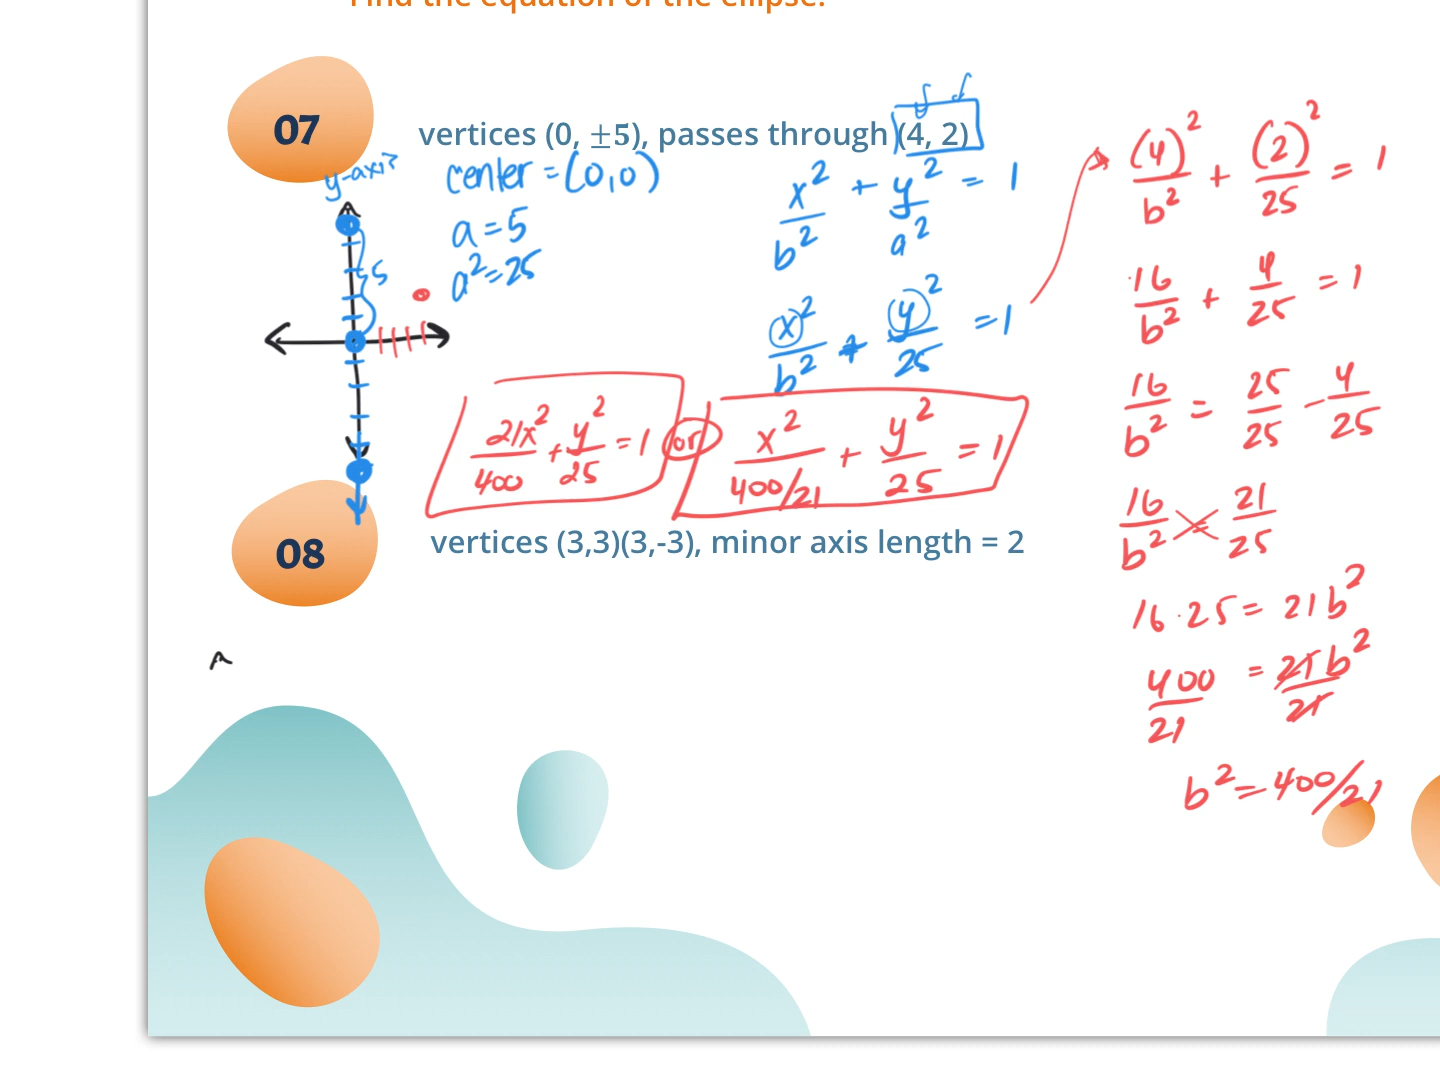 Find the equation of the ellipse.
07
vertices (0, ±5), passes through (4, 2)
y-axis
center = (0,0)
a = 5
a² = 25
5
x²/b² + y²/a² = 1
(x)²/b² + (y)²/25 = 1
21x²/400 + y²/25 = 1 or x²/(400/21) + y²/25 = 1
(4)²/b² + (2)²/25 = 1
16/b² + 4/25 = 1
16/b² = 25/25 - 4/25
16/b² 21/25
16·25 = 21b²
400/21 = 21b²/21
b² = 400/21
08
vertices (3,3)(3,-3), minor axis length = 2